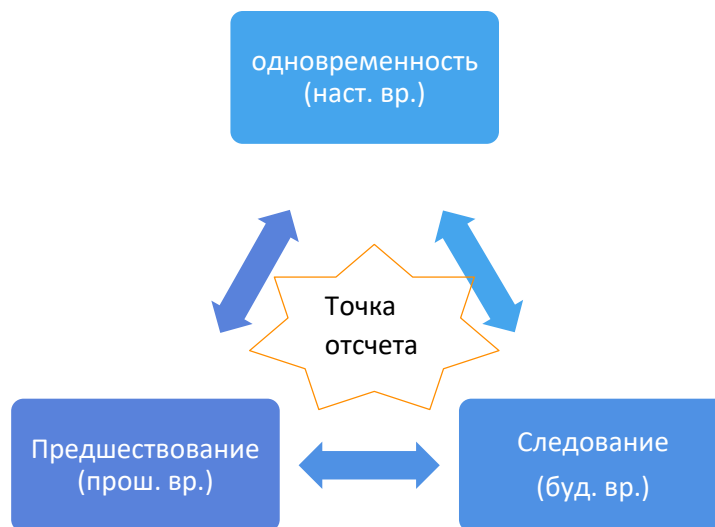 одновременность
(наст. вр.)
Точка
отсчета
Предшествование
(прош. вр.)
Следование
(буд. вр.)